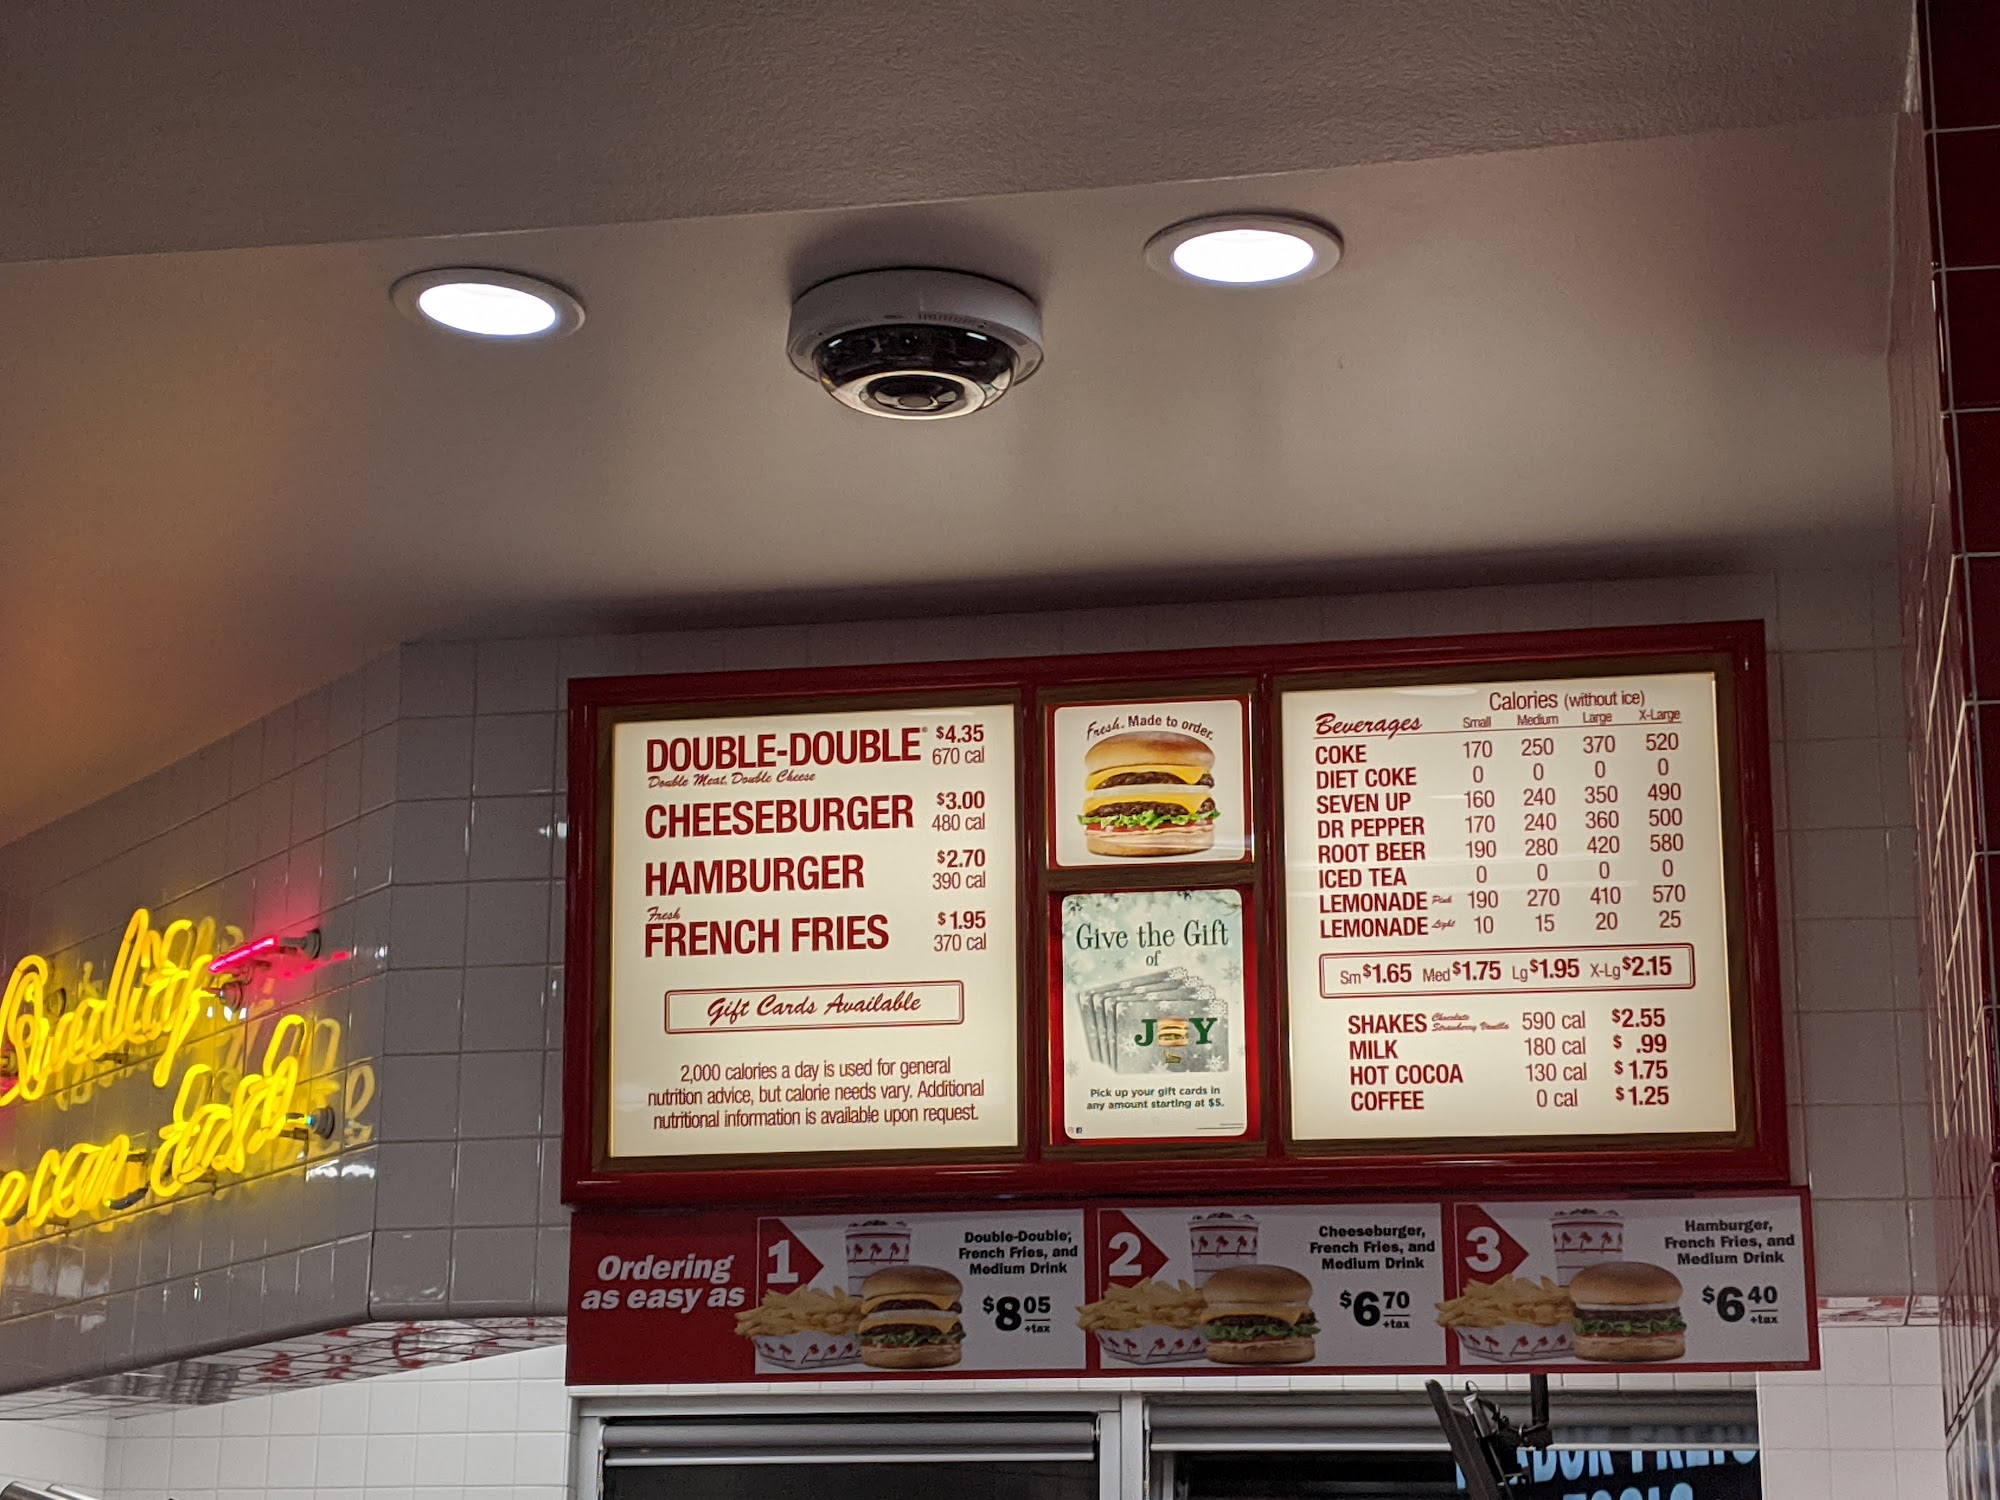 Quality
DOUBLE-DOUBLE® $4.35
Double Meat, Double Cheese 670 cal
CHEESEBURGER $3.00
480 cal
HAMBURGER $2.70
390 cal
Fresh
FRENCH FRIES $1.95
370 cal
Gift Cards Available
2,000 calories a day is used for general
nutrition advice, but calorie needs vary. Additional
nutritional information is available upon request.
Fresh. Made to order.
Give the Gift
of
JOY
Pick up your gift cards in
any amount starting at $5.
Calories (without ice)
Beverages Small Medium Large X-Large
COKE 170 250 370 520
DIET COKE 0 0 0 0
SEVEN UP 160 240 350 490
DR PEPPER 170 240 360 500
ROOT BEER 190 280 420 580
ICED TEA 0 0 0 0
LEMONADE Pink 190 270 410 570
LEMONADE Light 10 15 20 25
Sm $1.65 Med $1.75 Lg $1.95 X-Lg $2.15
SHAKES Chocolate Strawberry Vanilla 590 cal $2.55
MILK 180 cal $ .99
HOT COCOA 130 cal $1.75
COFFEE 0 cal $1.25
Ordering
as easy as
1
Double-Double,
French Fries, and
Medium Drink
$8 05
+tax
2
Cheeseburger,
French Fries, and
Medium Drink
$6 70
+tax
3
Hamburger,
French Fries, and
Medium Drink
$6 40
+tax